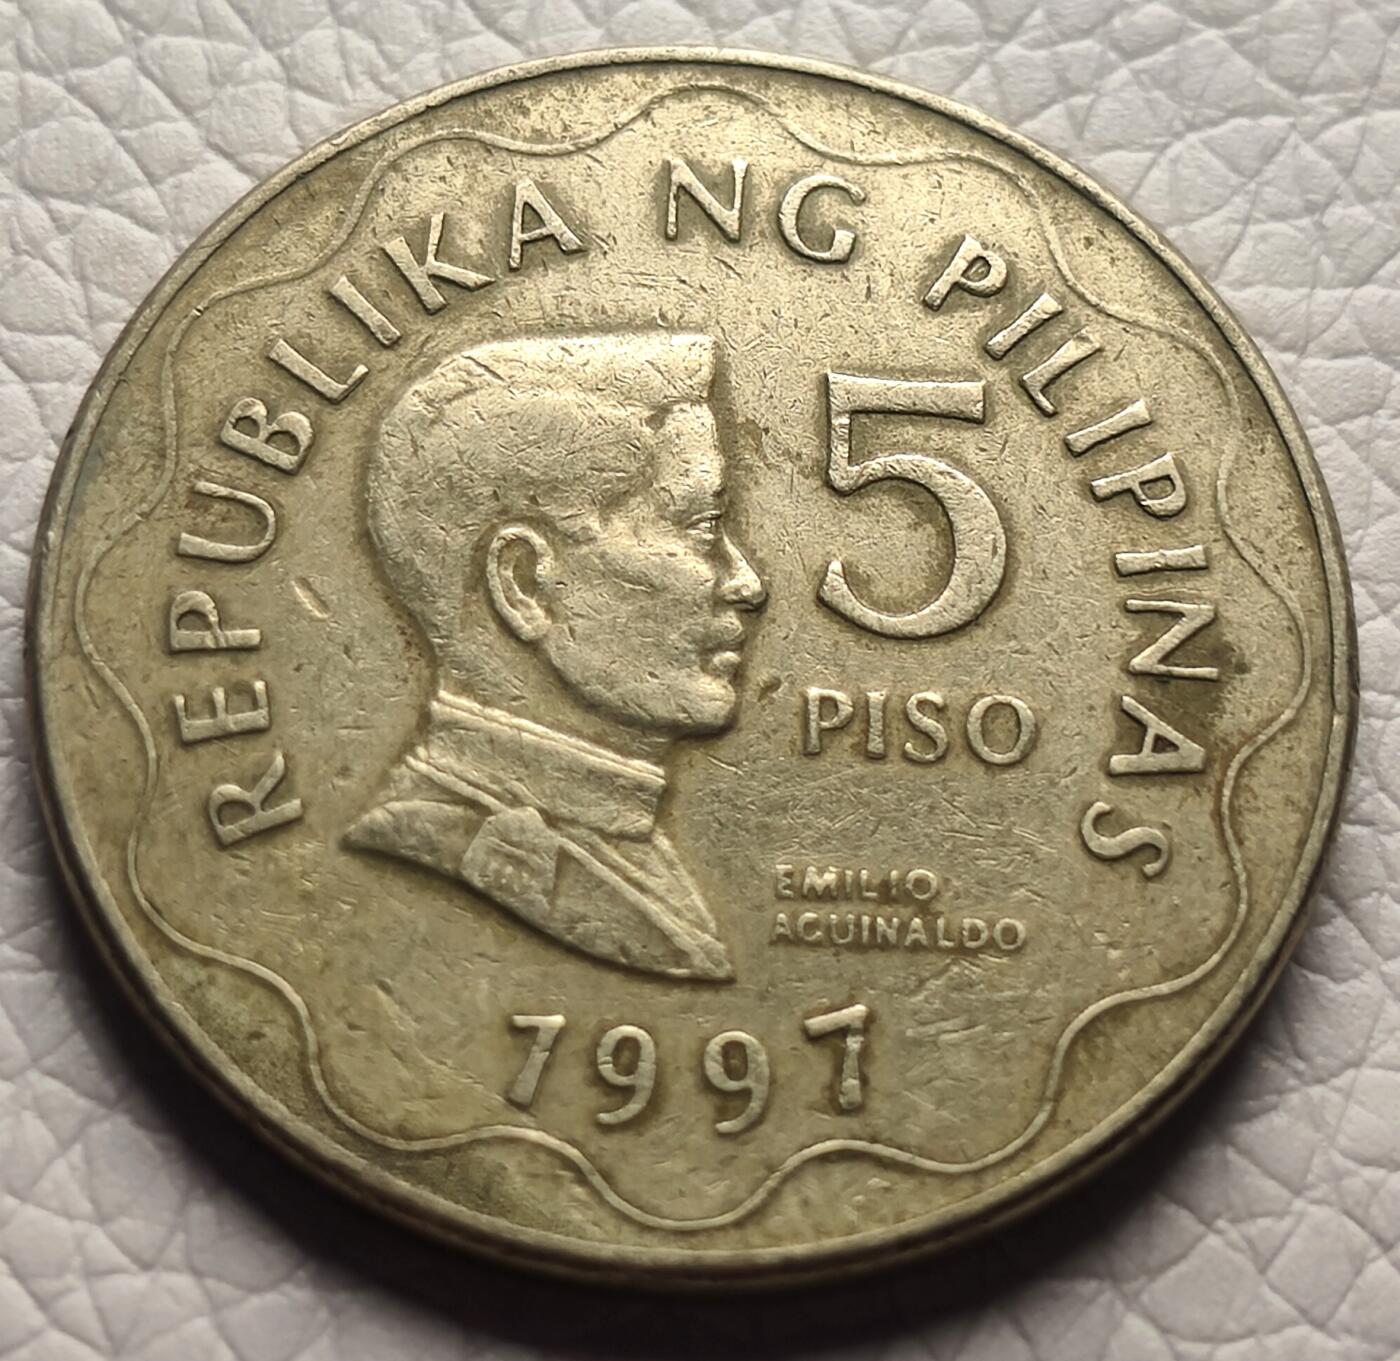 REPUBLIKA NG PILIPINAS
5
PISO
EMILIO
AGUINALDO
1997